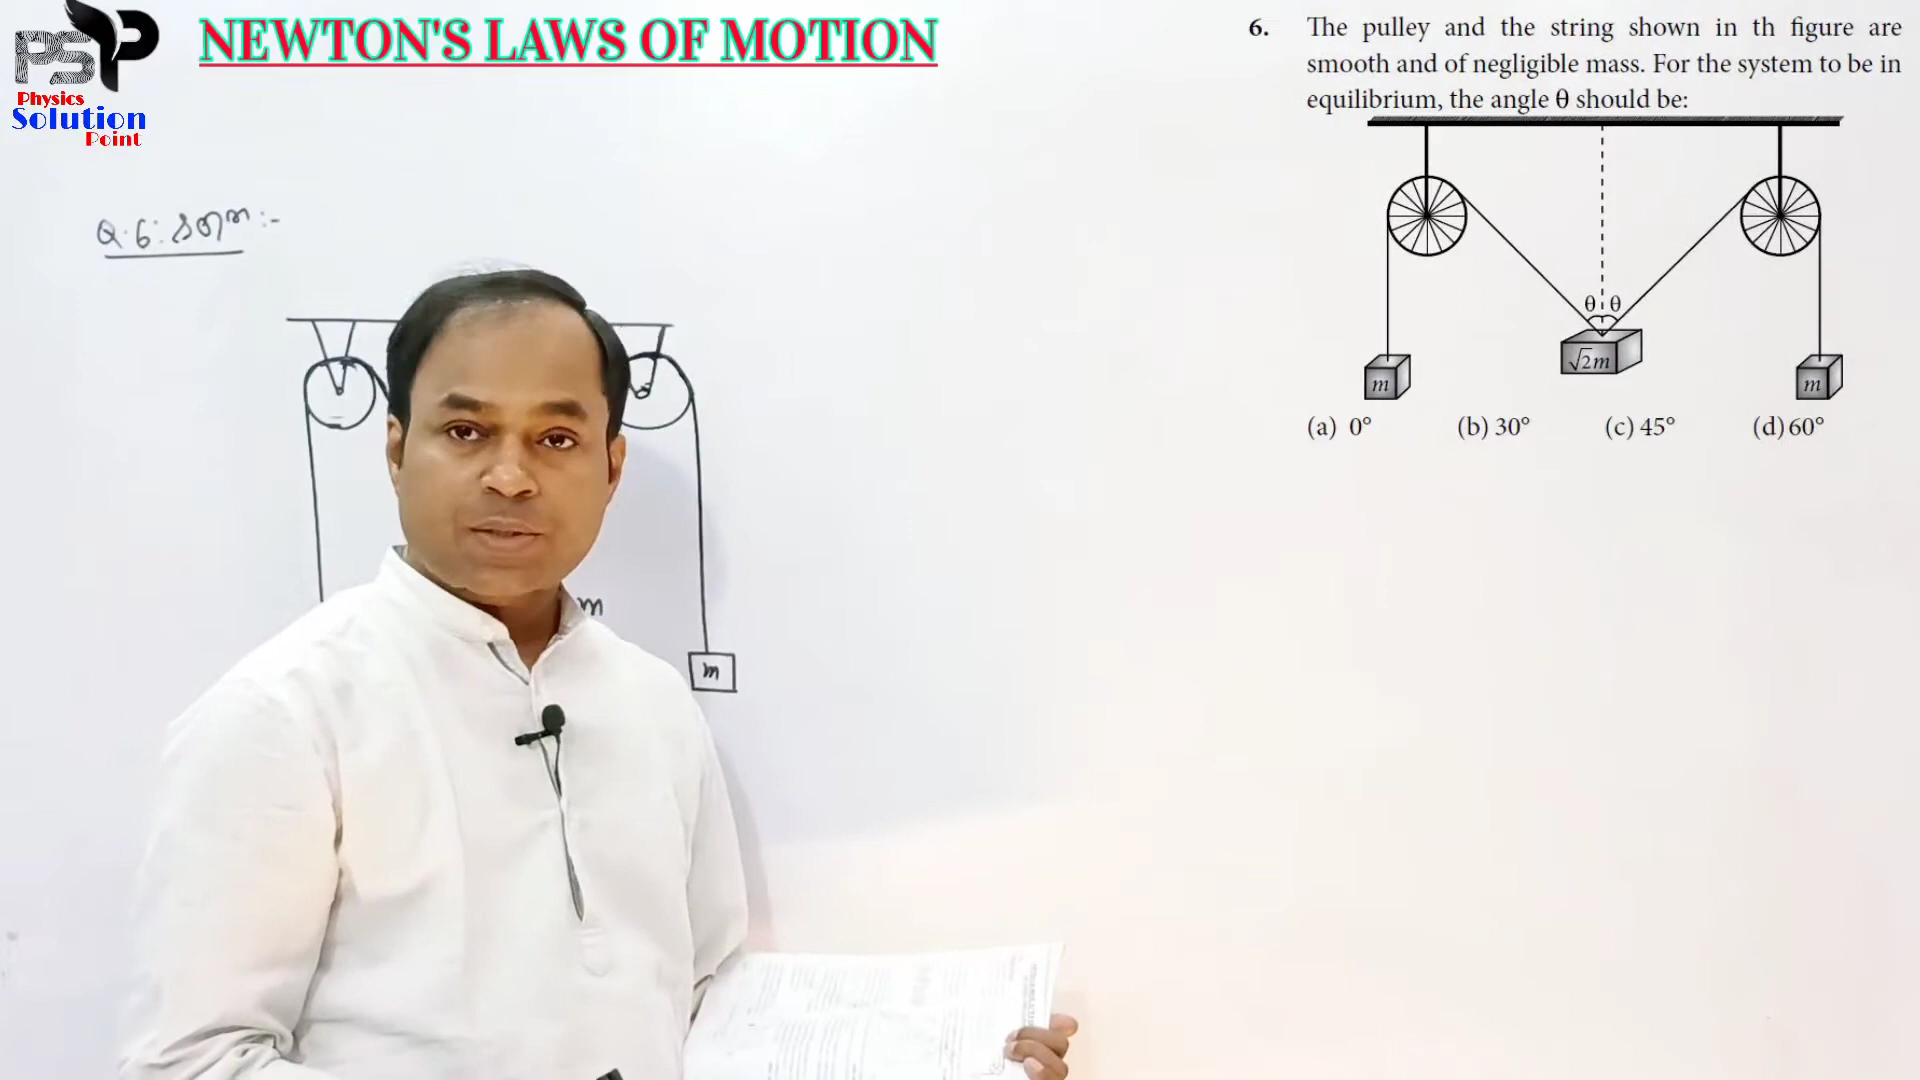 PSP
Physics
Solution
Point
NEWTON'S LAWS OF MOTION
Q.6: Solⁿ :-
m
m
6. The pulley and the string shown in th figure are
smooth and of negligible mass. For the system to be in
equilibrium, the angle θ should be:
θ θ
√2m
m m
(a) 0° (b) 30° (c) 45° (d) 60°